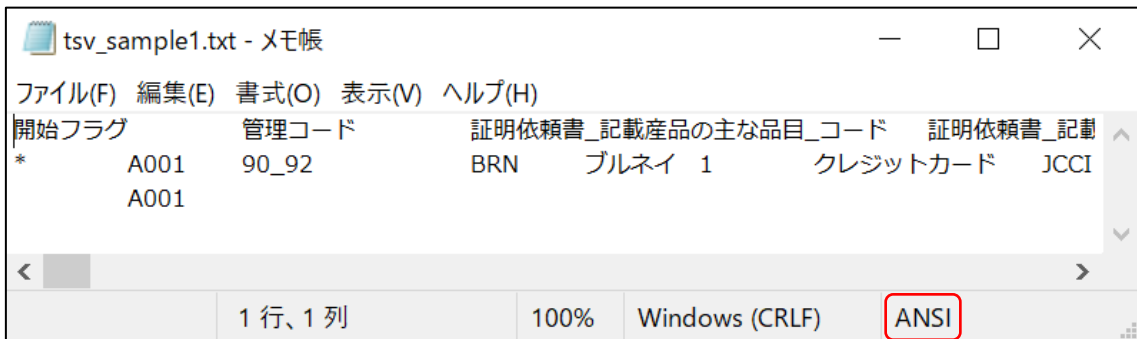 tsv_sample1.txt - メモ帳
ファイル(F) 編集(E) 書式(O) 表示(V) ヘルプ(H)
開始フラグ 管理コード 証明依頼書_記載産品の主な品目_コード 証明依頼書_記載
* A001 90_92 BRN ブルネイ 1 クレジットカード JCCI
A001
1 行、1 列 100% Windows (CRLF) ANSI